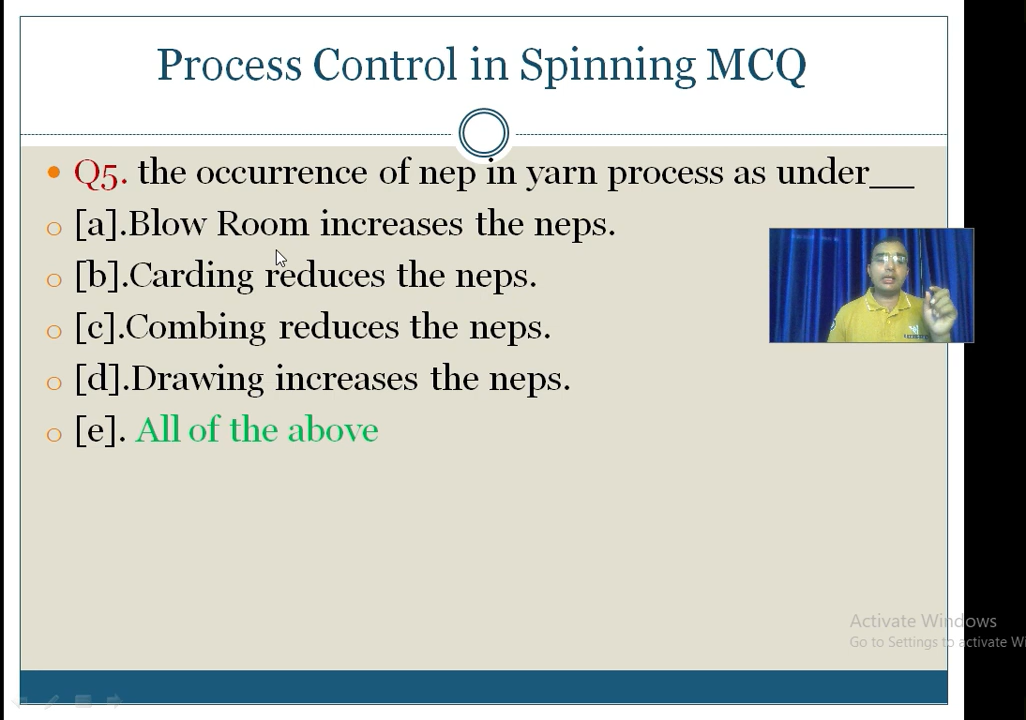 Process Control in Spinning MCQ
Q5. the occurrence of nep in yarn process as under__
[a].Blow Room increases the neps.
[b].Carding reduces the neps.
[c].Combing reduces the neps.
[d].Drawing increases the neps.
[e]. All of the above
Activate Windows
Go to Settings to activate Wi